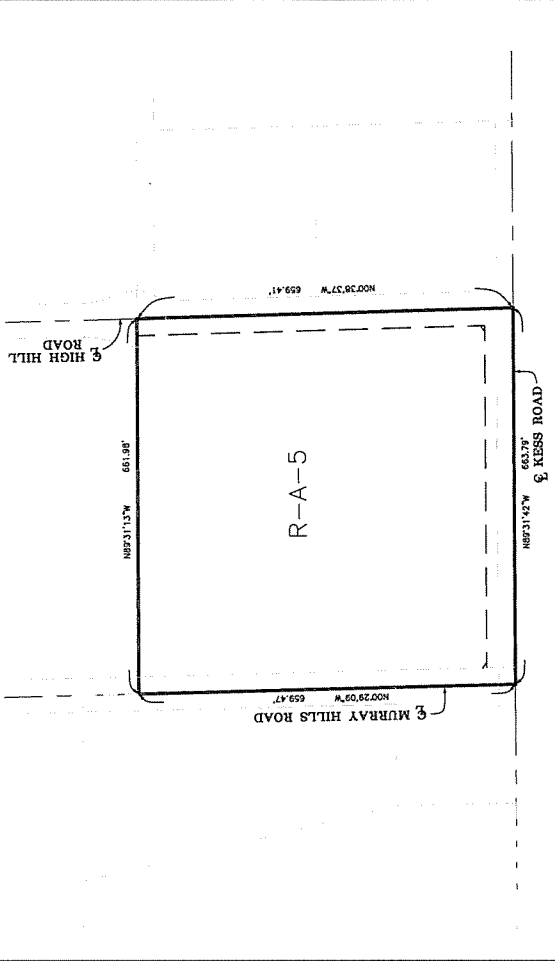 N00°38'37"W 659.41'
℄ HIGH HILL
ROAD
N89°31'13"W 661.98'
R-A-5
N89°31'42"W 663.79'
℄ KESS ROAD
N00°29'09"W 659.47'
℄ MURRAY HILLS ROAD